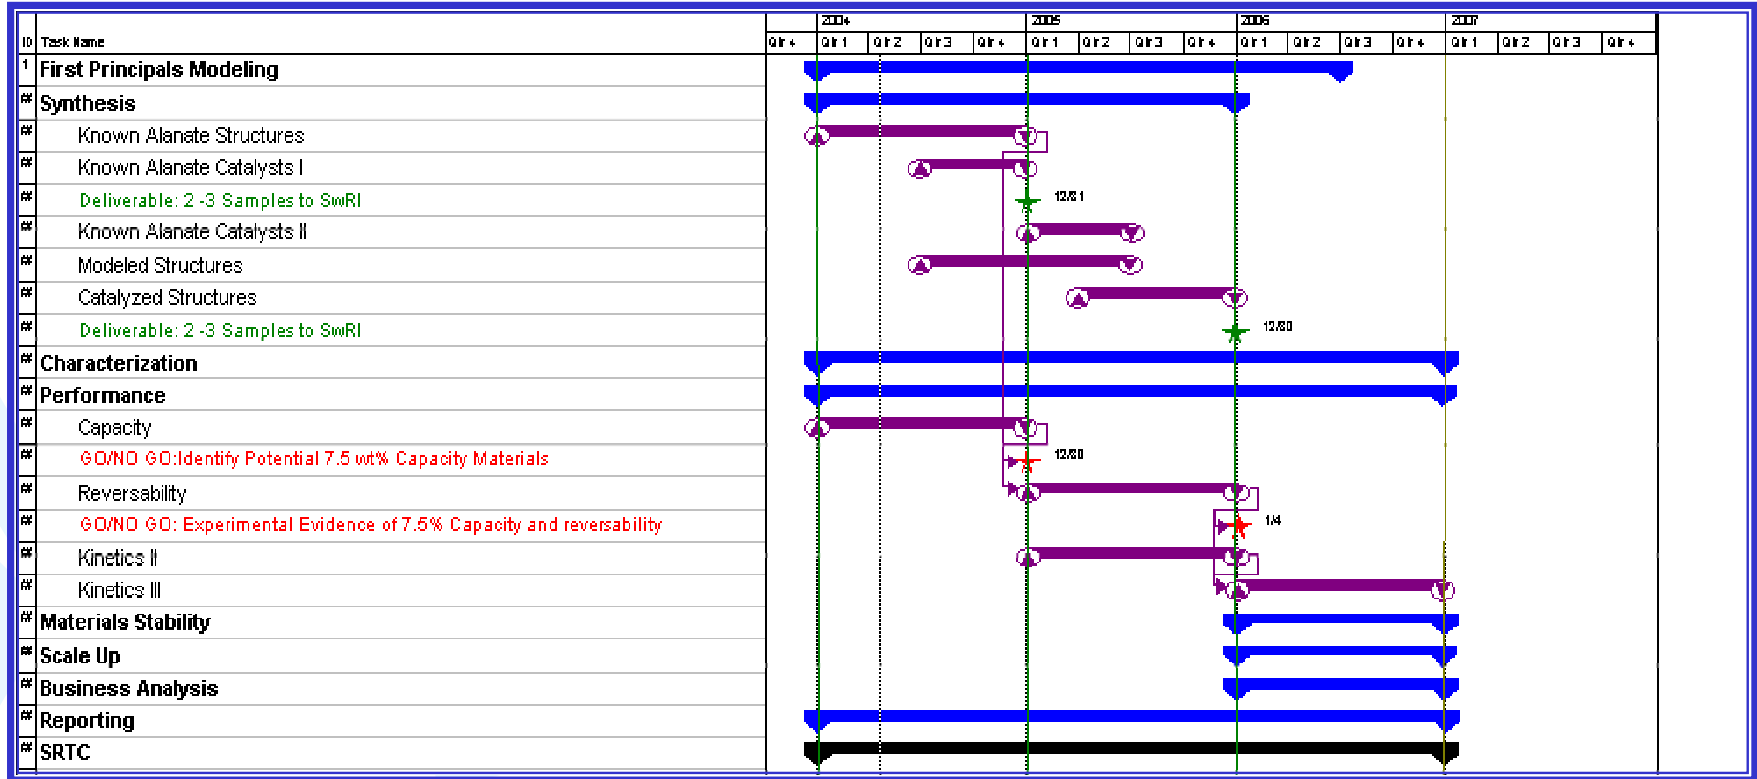 2004 2005 2006 2007
ID Task Name Qtr 4 Qtr 1 Qtr 2 Qtr 3 Qtr 4 Qtr 1 Qtr 2 Qtr 3 Qtr 4 Qtr 1 Qtr 2 Qtr 3 Qtr 4 Qtr 1 Qtr 2 Qtr 3 Qtr 4
1 First Principals Modeling
# Synthesis
# Known Alanate Structures
# Known Alanate Catalysts I
# Deliverable: 2 -3 Samples to SwRI 12/31
# Known Alanate Catalysts II
# Modeled Structures
# Catalyzed Structures
# Deliverable: 2 -3 Samples to SwRI 12/30
# Characterization
# Performance
# Capacity
# GO/NO GO:Identify Potential 7.5 wt% Capacity Materials 12/30
# Reversability
# GO/NO GO: Experimental Evidence of 7.5% Capacity and reversability 1/4
# Kinetics II
# Kinetics III
# Materials Stability
# Scale Up
# Business Analysis
# Reporting
# SRTC